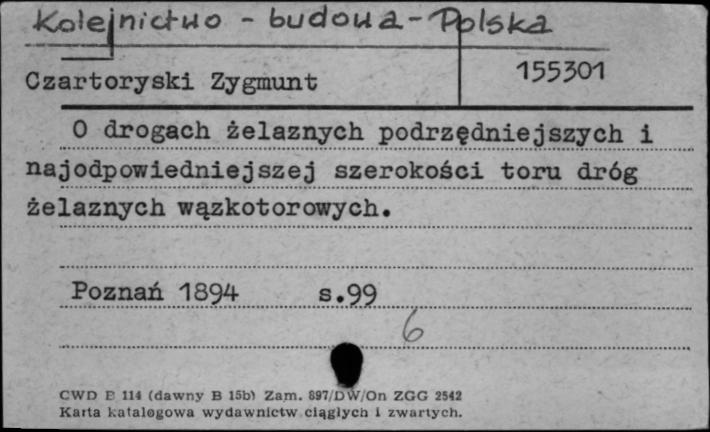 Kolejnictwo - budowa - Polska
Czartoryski Zygmunt 155301
O drogach żelaznych podrzędniejszych i
najodpowiedniejszej szerokości toru dróg
żelaznych wązkotorowych.
Poznań 1894 s.99
6
CWD B 114 (dawny B 15b) Zam. 897/DW/On ZGG 2542
Karta katalogowa wydawnictw ciągłych i zwartych.